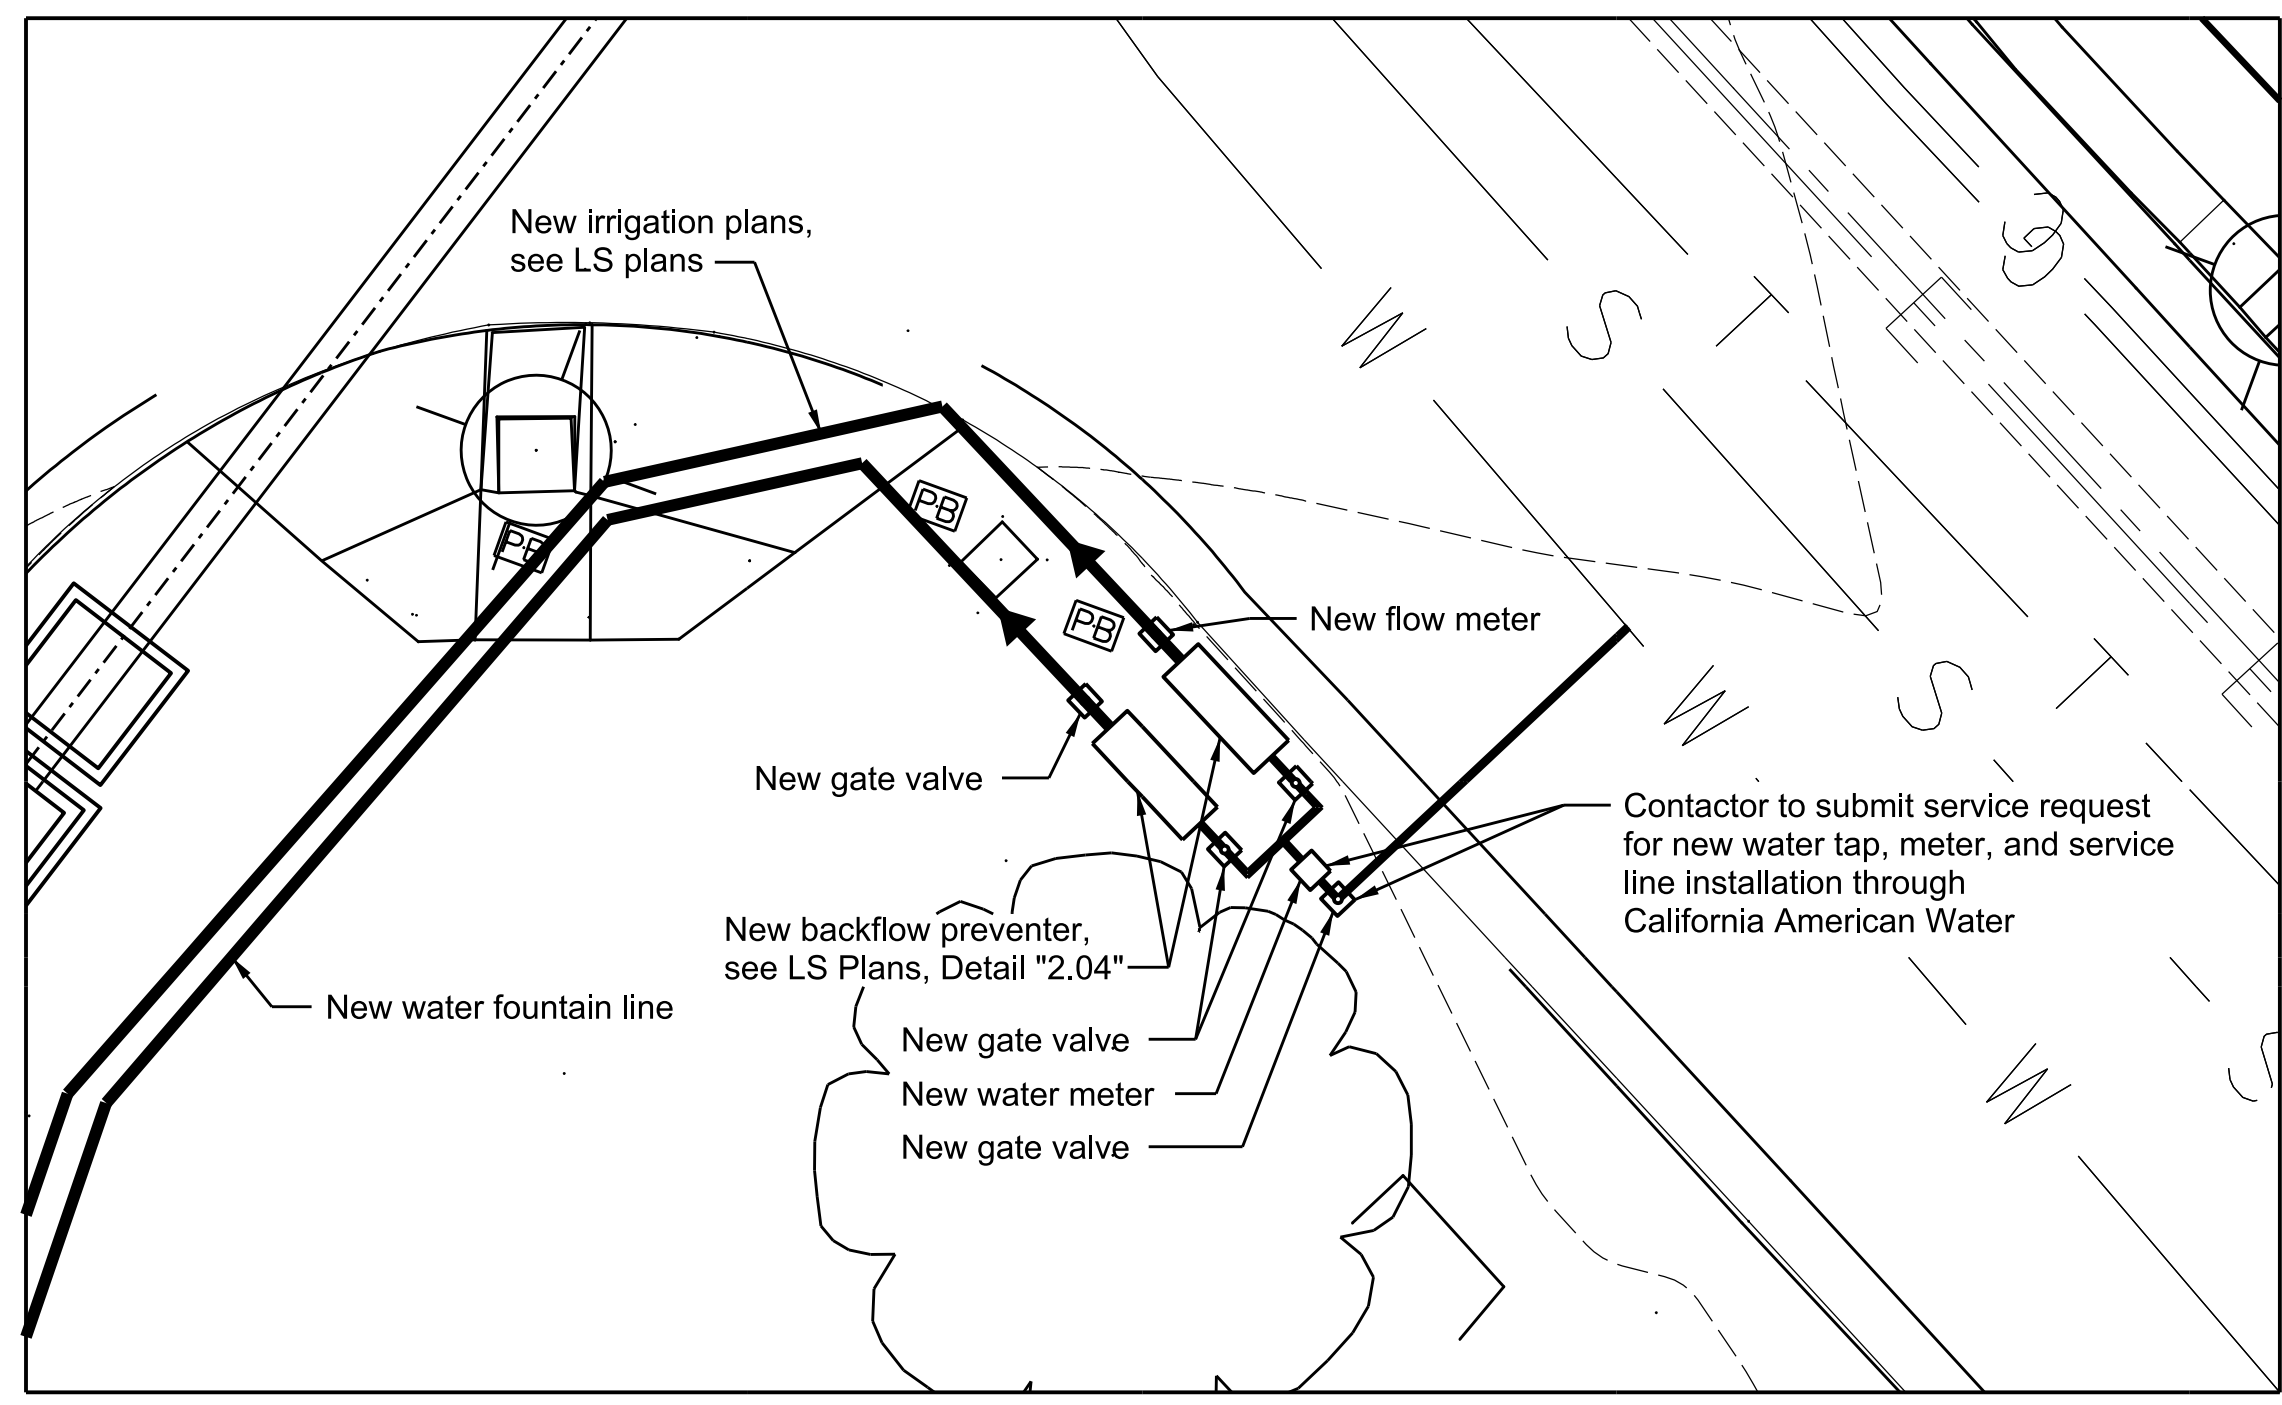 New irrigation plans,
see LS plans
G
W
S
T
PB
PB
PB
New flow meter
W
S
T
New gate valve
Contactor to submit service request
for new water tap, meter, and service
line installation through
California American Water
New backflow preventer,
see LS Plans, Detail "2.04"
New water fountain line
New gate valve
New water meter
New gate valve
W
S